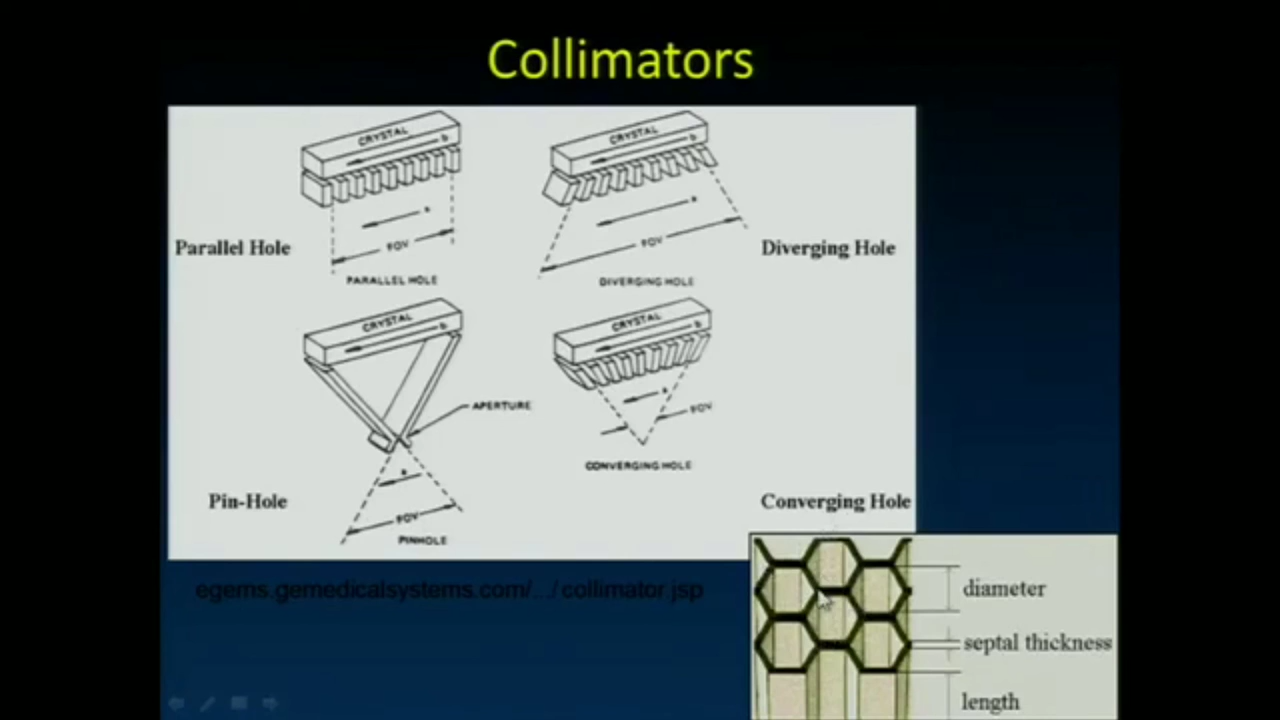 Collimators
CRYSTAL
b
a
FOV
PARALLEL HOLE
Parallel Hole
CRYSTAL
b
a
FOV
DIVERGING HOLE
Diverging Hole
CRYSTAL
b
APERTURE
a
FOV
PINHOLE
Pin-Hole
CRYSTAL
b
a
FOV
CONVERGING HOLE
Converging Hole
egems.gemedicalsystems.com/.../collimator.jsp
diameter
septal thickness
length